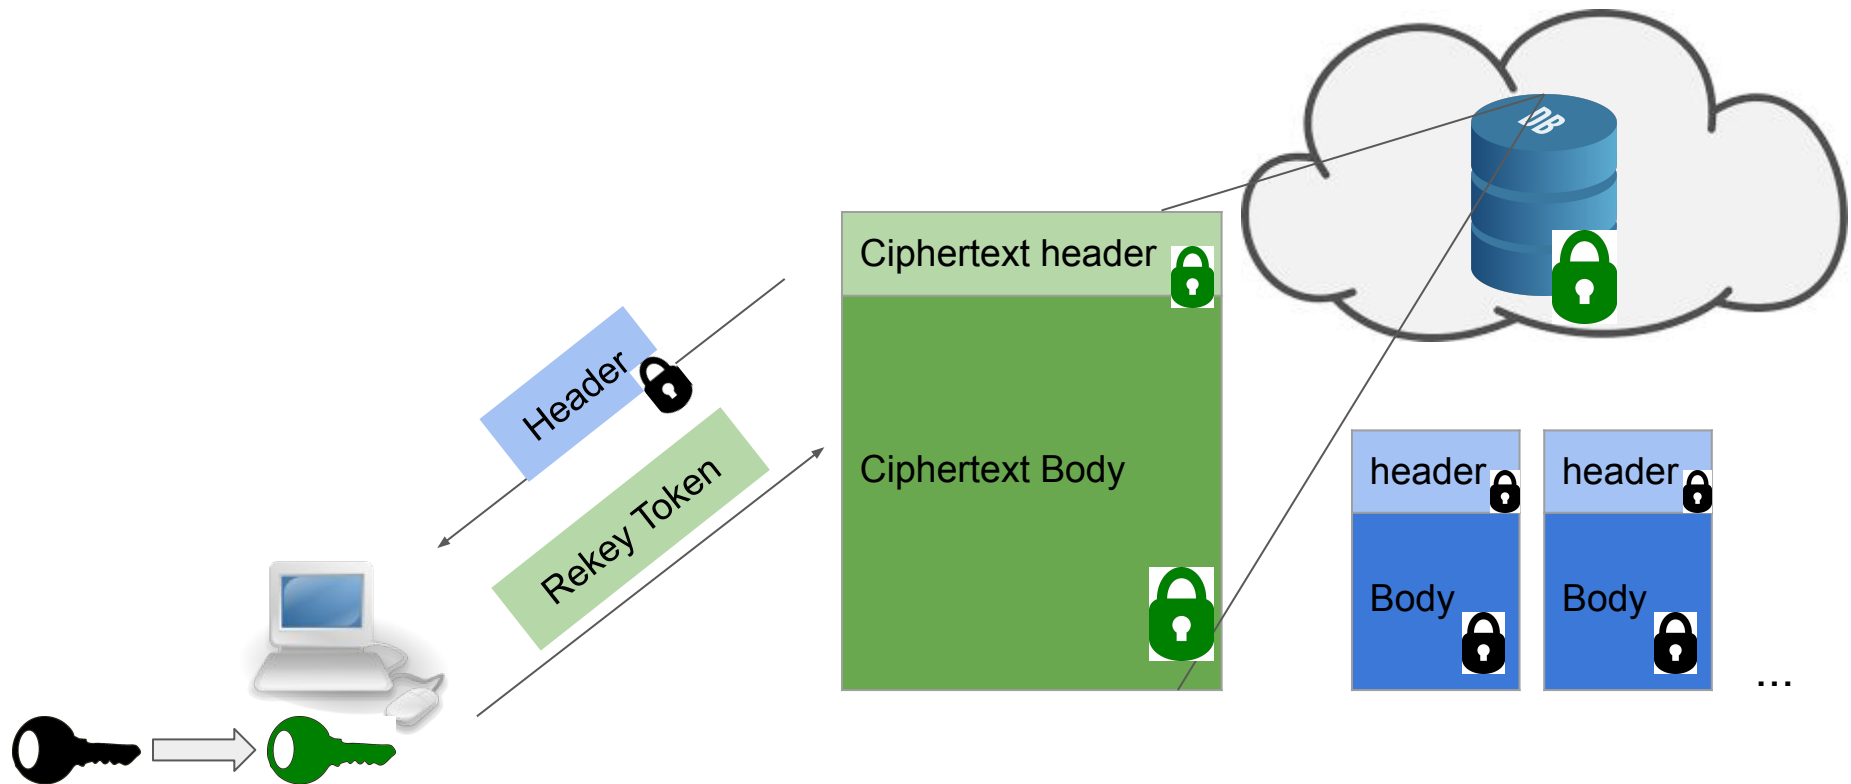 DB
Ciphertext header
Header
Rekey Token
Ciphertext Body
header
header
Body
Body
...